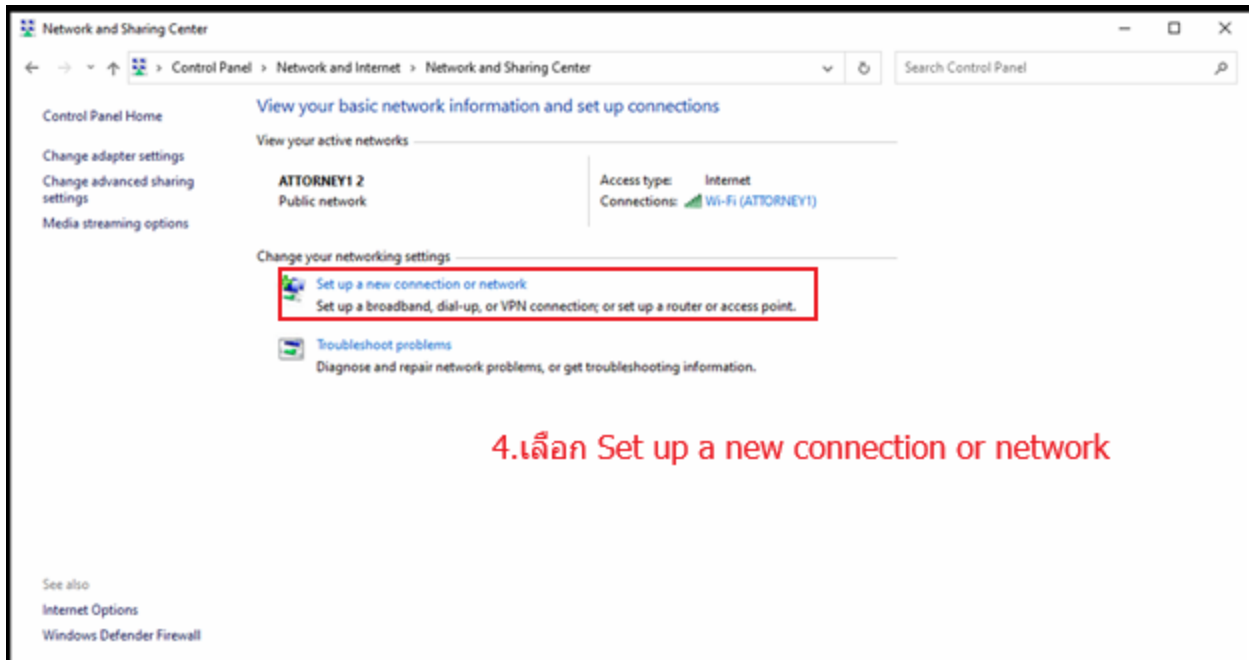 Network and Sharing Center
Control Panel > Network and Internet > Network and Sharing Center
Search Control Panel
Control Panel Home
Change adapter settings
Change advanced sharing
settings
Media streaming options
View your basic network information and set up connections
View your active networks
ATTORNEY1 2
Public network
Access type: Internet
Connections: Wi-Fi (ATTORNEY1)
Change your networking settings
Set up a new connection or network
Set up a broadband, dial-up, or VPN connection; or set up a router or access point.
Troubleshoot problems
Diagnose and repair network problems, or get troubleshooting information.
4.เลือก Set up a new connection or network
See also
Internet Options
Windows Defender Firewall